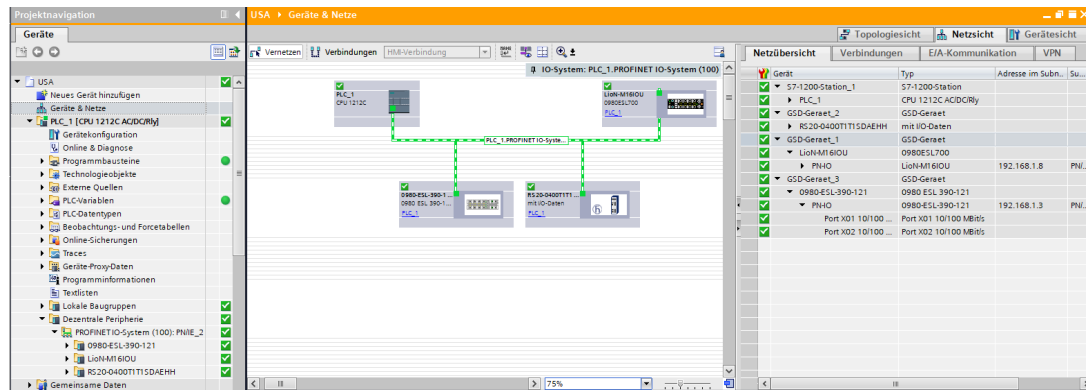 Projektnavigation
Geräte
USA
Neues Gerät hinzufügen
Geräte & Netze
PLC_1 [CPU 1212C AC/DC/Rly]
Gerätekonfiguration
Online & Diagnose
Programmbausteine
Technologieobjekte
Externe Quellen
PLC-Variablen
PLC-Datentypen
Beobachtungs- und Forcetabellen
Online-Sicherungen
Traces
Geräte-Proxy-Daten
Programminformationen
Textlisten
Lokale Baugruppen
Dezentrale Peripherie
PROFINET IO-System (100): PN/IE_2
0980-ESL-390-121
LioN-M16IOU
RS20-0400T1T1SDAEHH
Gemeinsame Daten
USA Geräte & Netze
Topologiesicht Netzsicht Gerätesicht
Vernetzen Verbindungen HMI-Verbindung
IO-System: PLC_1.PROFINET IO-System (100)
PLC_1
CPU 1212C
LioN-M16IOU
0980ESL700
PLC_1
PLC_1.PROFINET IO-Syste...
0980-ESL-390-1...
0980 ESL 390-1...
PLC_1
RS20-0400T1T1...
mit I/O-Daten
PLC_1
75%
Netzübersicht Verbindungen E/A-Kommunikation VPN
Gerät Typ Adresse im Subn.. Su...
S7-1200-Station_1 S7-1200-Station
PLC_1 CPU 1212C AC/DC/Rly
GSD-Geraet_2 GSD-Geraet
RS20-0400T1T1SDAEHH mit I/O-Daten
GSD-Geraet_1 GSD-Geraet
LioN-M16IOU 0980ESL700
PN-IO LioN-M16IOU 192.168.1.8 PN/..
GSD-Geraet_3 GSD-Geraet
0980-ESL-390-121 0980 ESL 390-121
PN-IO 0980-ESL-390-121 192.168.1.3 PN/..
Port X01 10/100 ... Port X01 10/100 MBit/s
Port X02 10/100 ... Port X02 10/100 MBit/s